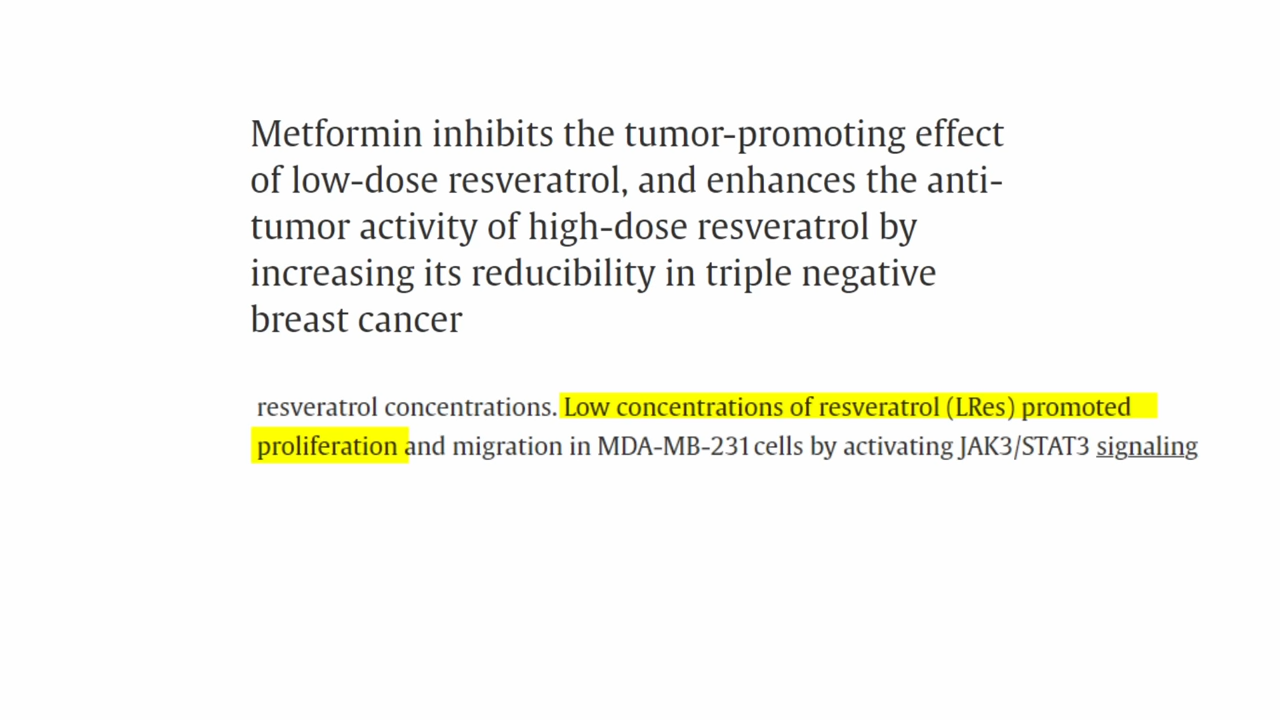 Metformin inhibits the tumor-promoting effect
of low-dose resveratrol, and enhances the anti-
tumor activity of high-dose resveratrol by
increasing its reducibility in triple negative
breast cancer
resveratrol concentrations. Low concentrations of resveratrol (LRes) promoted
proliferation and migration in MDA-MB-231 cells by activating JAK3/STAT3 signaling